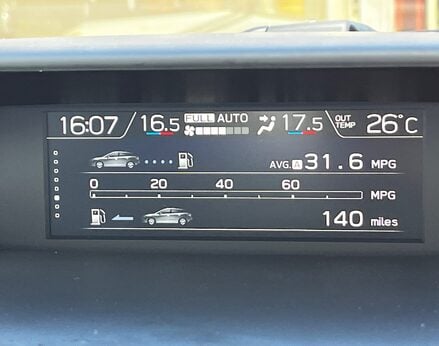 16:07 16.5 FULL AUTO 17.5 OUT TEMP 26°C
AVG. A 31.6 MPG
0 20 40 60 MPG
140 miles